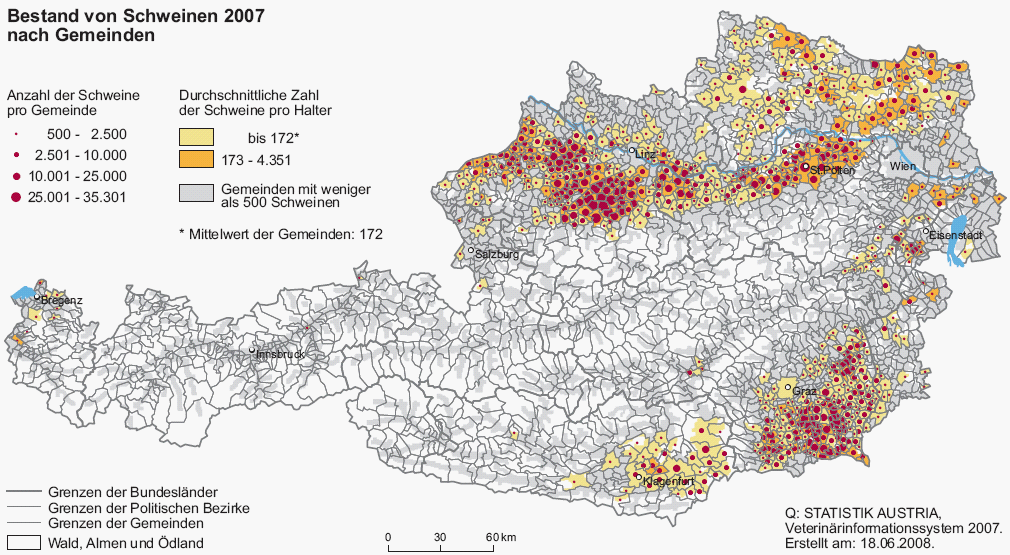 Bestand von Schweinen 2007
nach Gemeinden
Anzahl der Schweine
pro Gemeinde
500 - 2.500
2.501 - 10.000
10.001 - 25.000
25.001 - 35.301
Durchschnittliche Zahl
der Schweine pro Halter
bis 172*
173 - 4.351
Gemeinden mit weniger
als 500 Schweinen
* Mittelwert der Gemeinden: 172
Linz
St.Pölten
Wien
Eisenstadt
Salzburg
Bregenz
Innsbruck
Graz
Klagenfurt
Grenzen der Bundesländer
Grenzen der Politischen Bezirke
Grenzen der Gemeinden
Wald, Almen und Ödland
0 30 60 km
Q: STATISTIK AUSTRIA,
Veterinärinformationssystem 2007.
Erstellt am: 18.06.2008.